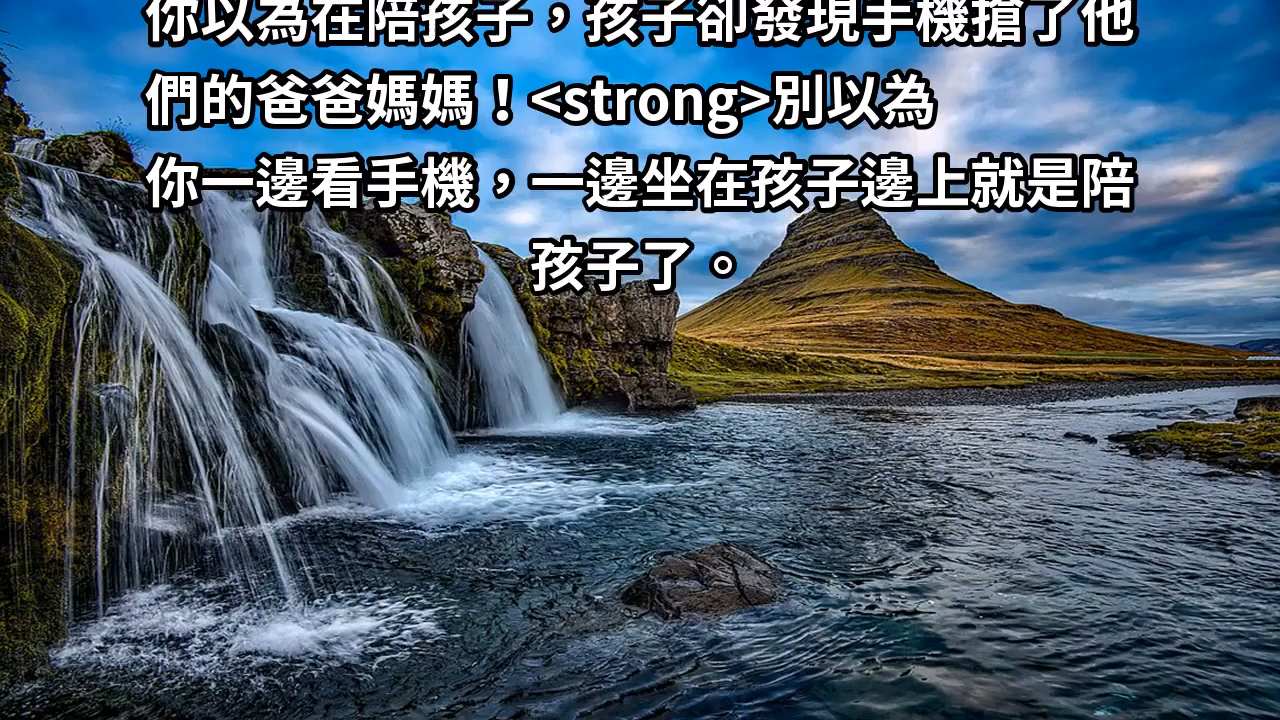 你以為在陪孩子，孩子卻發現手機搶了他
們的爸爸媽媽！<strong>別以為
你一邊看手機，一邊坐在孩子邊上就是陪
孩子了。